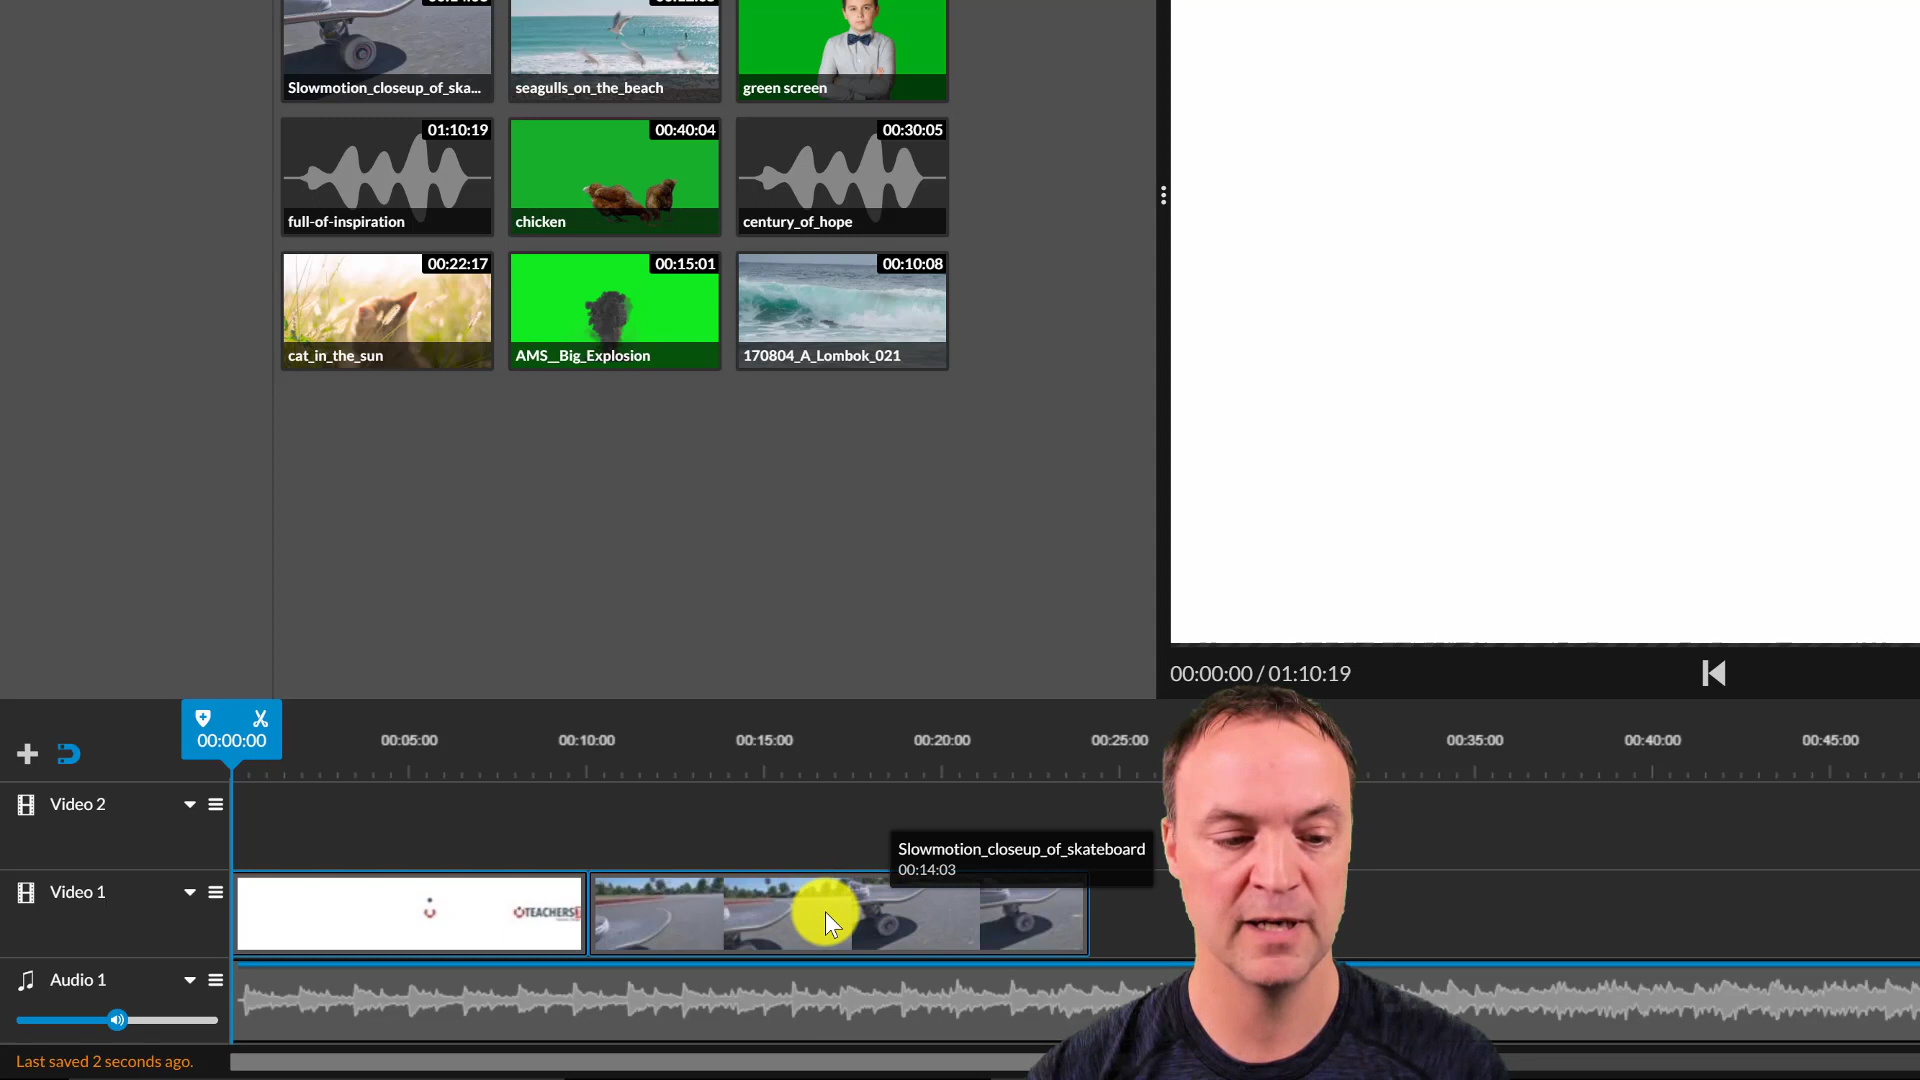 Slowmotion_closeup_of_ska...
seagulls_on_the_beach
green screen
01:10:19
00:40:04
00:30:05
full-of-inspiration
chicken
century_of_hope
00:22:17
00:15:01
00:10:08
cat_in_the_sun
AMS__Big_Explosion
170804_A_Lombok_021
00:00:00 / 01:10:19
00:00:00
00:05:00
00:10:00
00:15:00
00:20:00
00:25:00
00:35:00
00:40:00
00:45:00
Video 2
Slowmotion_closeup_of_skateboard
00:14:03
Video 1
TEACHERS
Audio 1
Last saved 2 seconds ago.